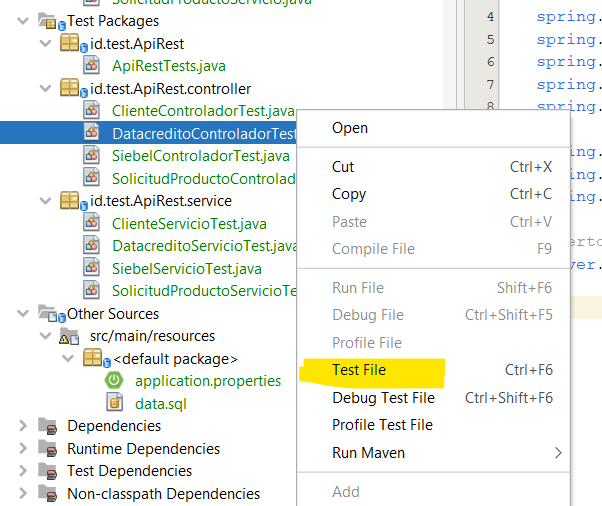 SolicitudProductoServicio.java
Test Packages
id.test.ApiRest
ApiRestTests.java
id.test.ApiRest.controller
ClienteControladorTest.java
DatacreditoControladorTest
SiebelControladorTest.java
SolicitudProductoControlad
id.test.ApiRest.service
ClienteServicioTest.java
DatacreditoServicioTest.java
SiebelServicioTest.java
SolicitudProductoServicioTe
Other Sources
src/main/resources
<default package>
application.properties
data.sql
Dependencies
Runtime Dependencies
Test Dependencies
Non-classpath Dependencies
Open
Cut Ctrl+X
Copy Ctrl+C
Paste Ctrl+V
Compile File F9
Run File Shift+F6
Debug File Ctrl+Shift+F5
Profile File
Test File Ctrl+F6
Debug Test File Ctrl+Shift+F6
Profile Test File
Run Maven
Add
4 spring.
5 spring.
6 spring.
7 spring.
8 spring.
ing.
ing.
ing.
erto
ver.